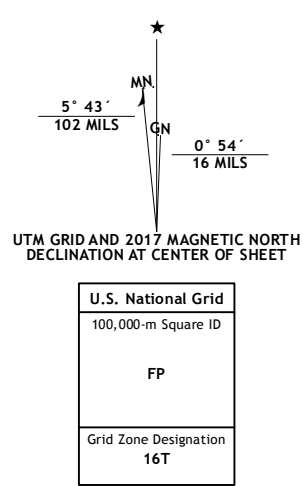 ★
MN.
5° 43´
102 MILS
GN
0° 54´
16 MILS
UTM GRID AND 2017 MAGNETIC NORTH
DECLINATION AT CENTER OF SHEET
U.S. National Grid
100,000-m Square ID
FP
Grid Zone Designation
16T